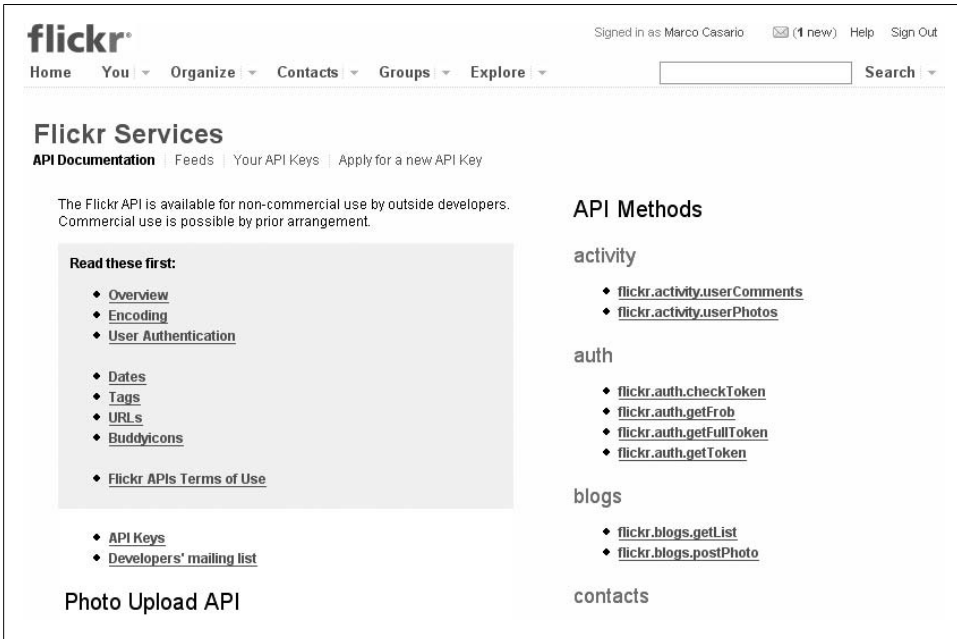 flickr
Signed in as Marco Casario (1 new) Help Sign Out
Home You Organize Contacts Groups Explore Search
Flickr Services
API Documentation Feeds Your API Keys Apply for a new API Key
The Flickr API is available for non-commercial use by outside developers.
Commercial use is possible by prior arrangement.
Read these first:
Overview
Encoding
User Authentication
Dates
Tags
URLs
Buddyicons
Flickr APIs Terms of Use
API Keys
Developers' mailing list
Photo Upload API
API Methods
activity
flickr.activity.userComments
flickr.activity.userPhotos
auth
flickr.auth.checkToken
flickr.auth.getFrob
flickr.auth.getFullToken
flickr.auth.getToken
blogs
flickr.blogs.getList
flickr.blogs.postPhoto
contacts